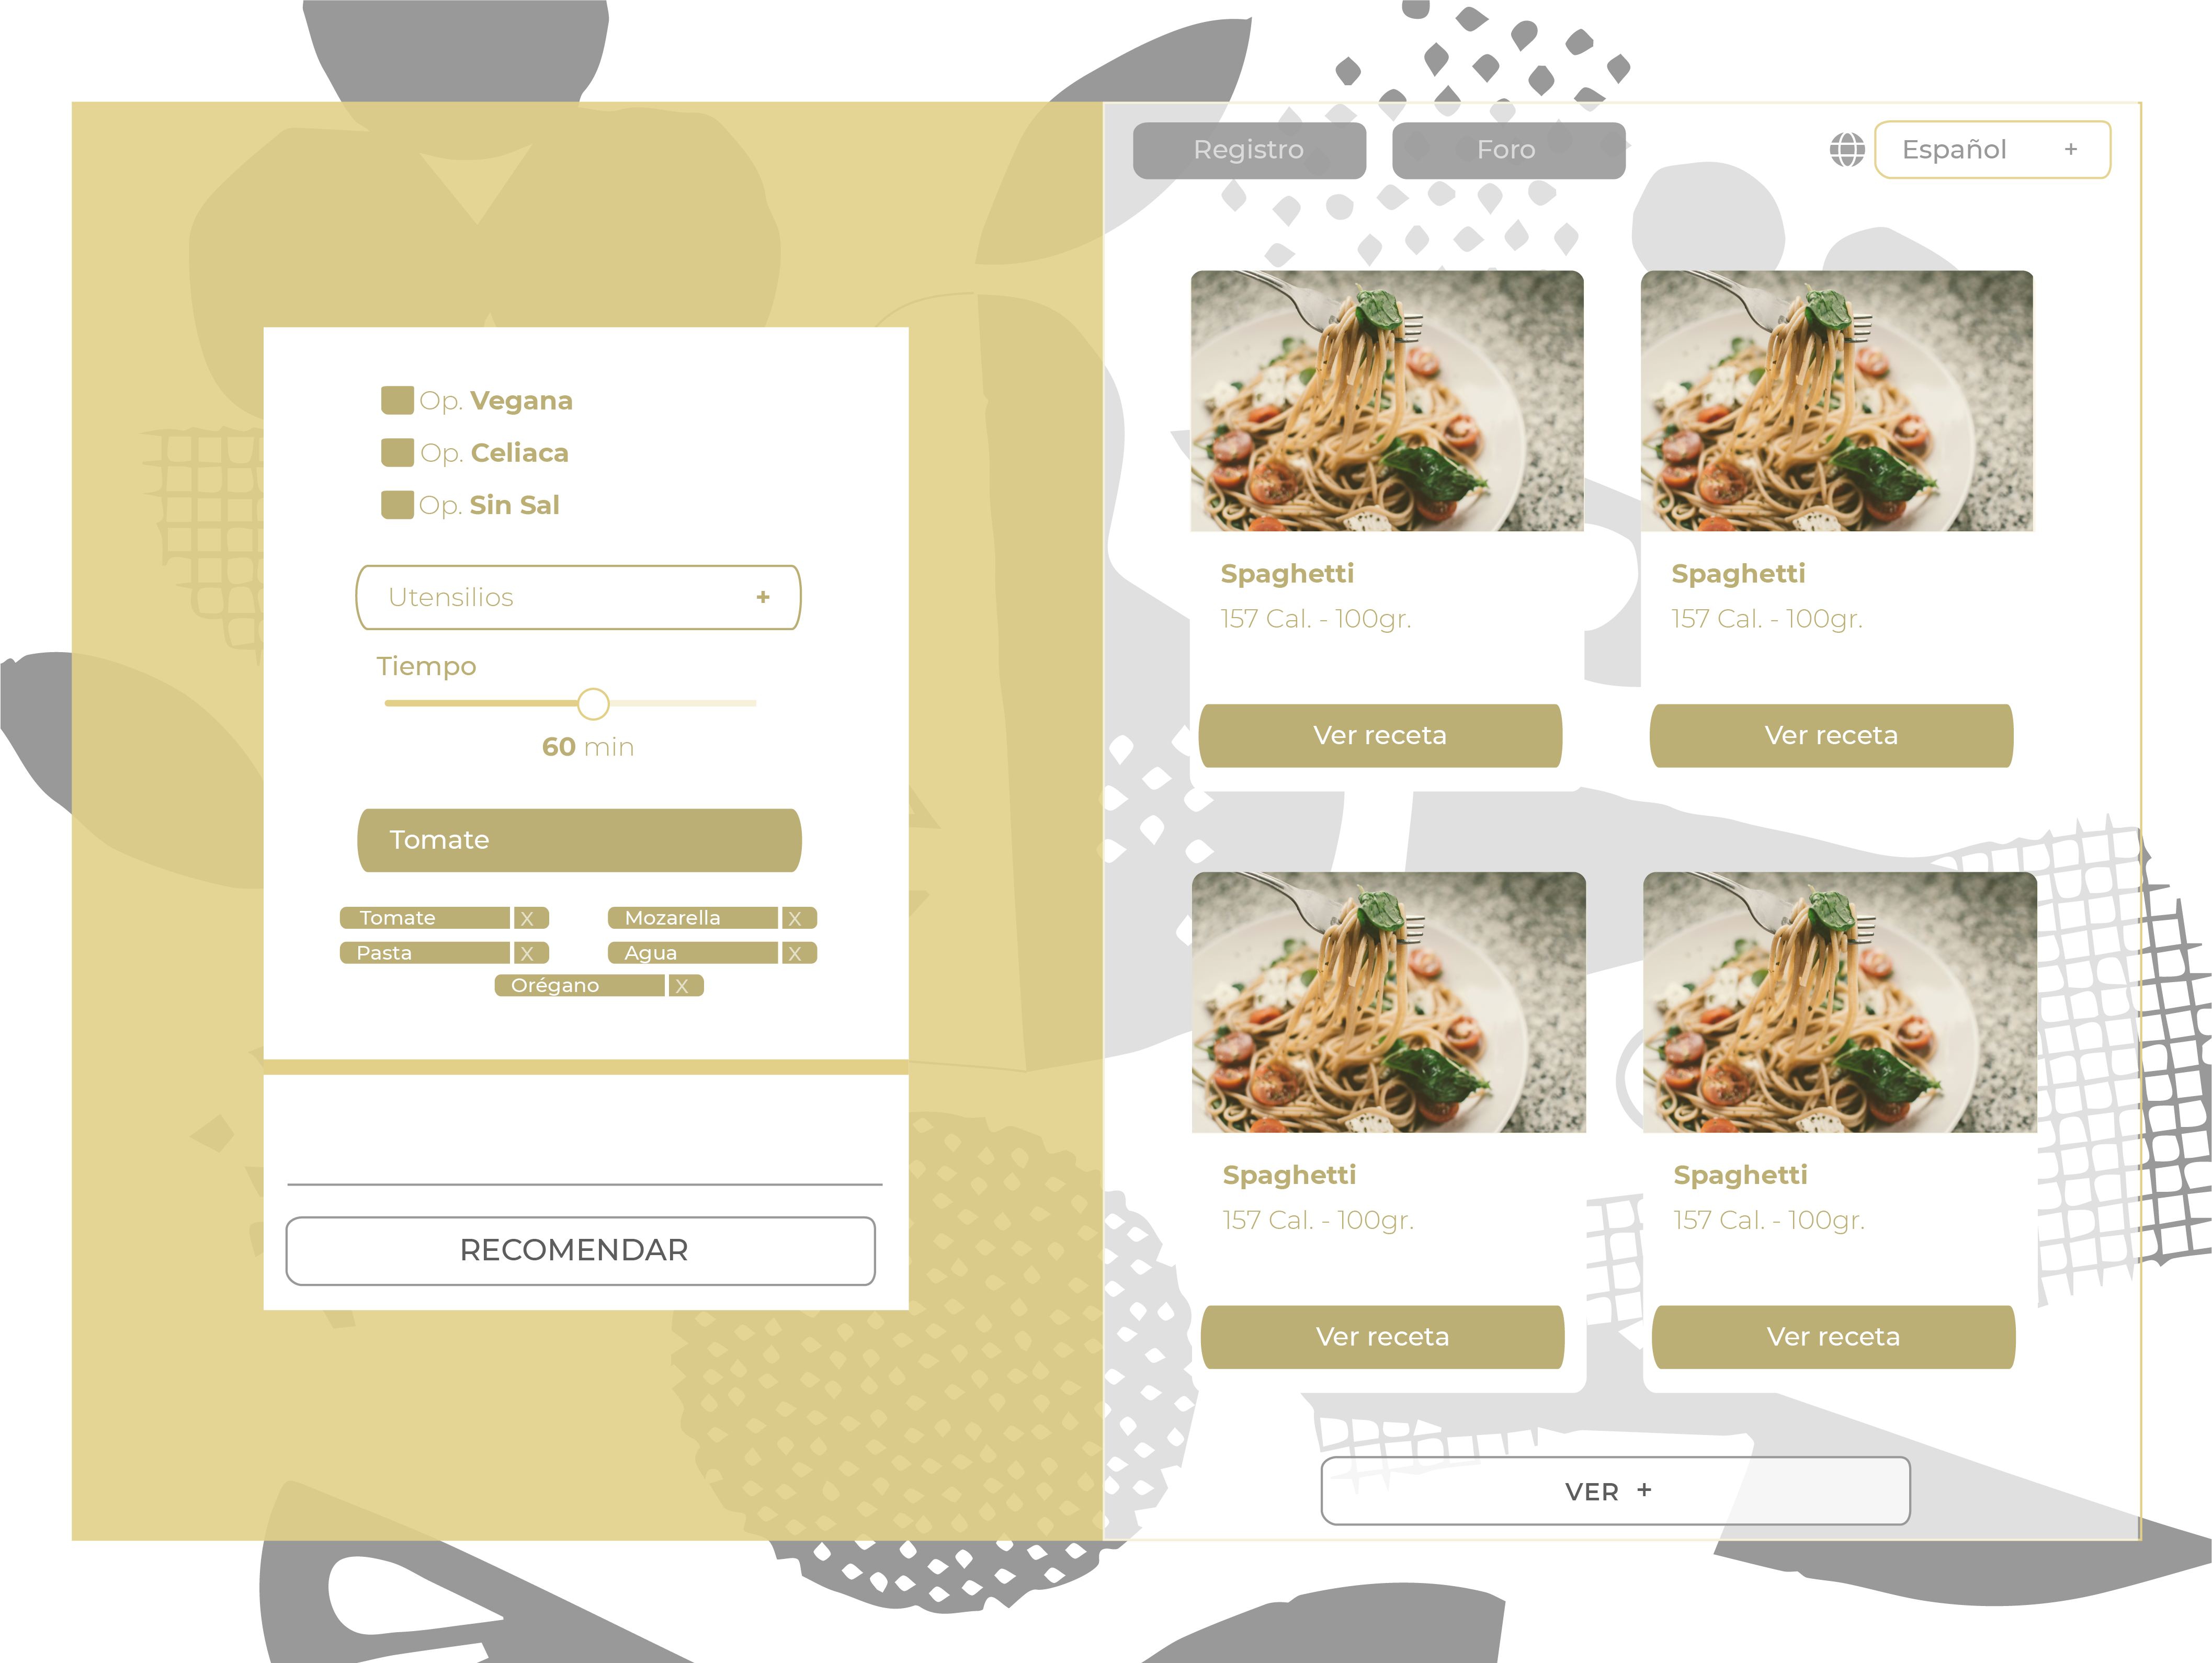 Registro
Foro
Español +
Op. Vegana
Op. Celiaca
Op. Sin Sal
Utensilios +
Tiempo
60 min
Tomate
Tomate X
Mozarella X
Pasta X
Agua X
Orégano X
RECOMENDAR
Spaghetti
157 Cal. - 100gr.
Ver receta
Spaghetti
157 Cal. - 100gr.
Ver receta
Spaghetti
157 Cal. - 100gr.
Ver receta
Spaghetti
157 Cal. - 100gr.
Ver receta
VER +